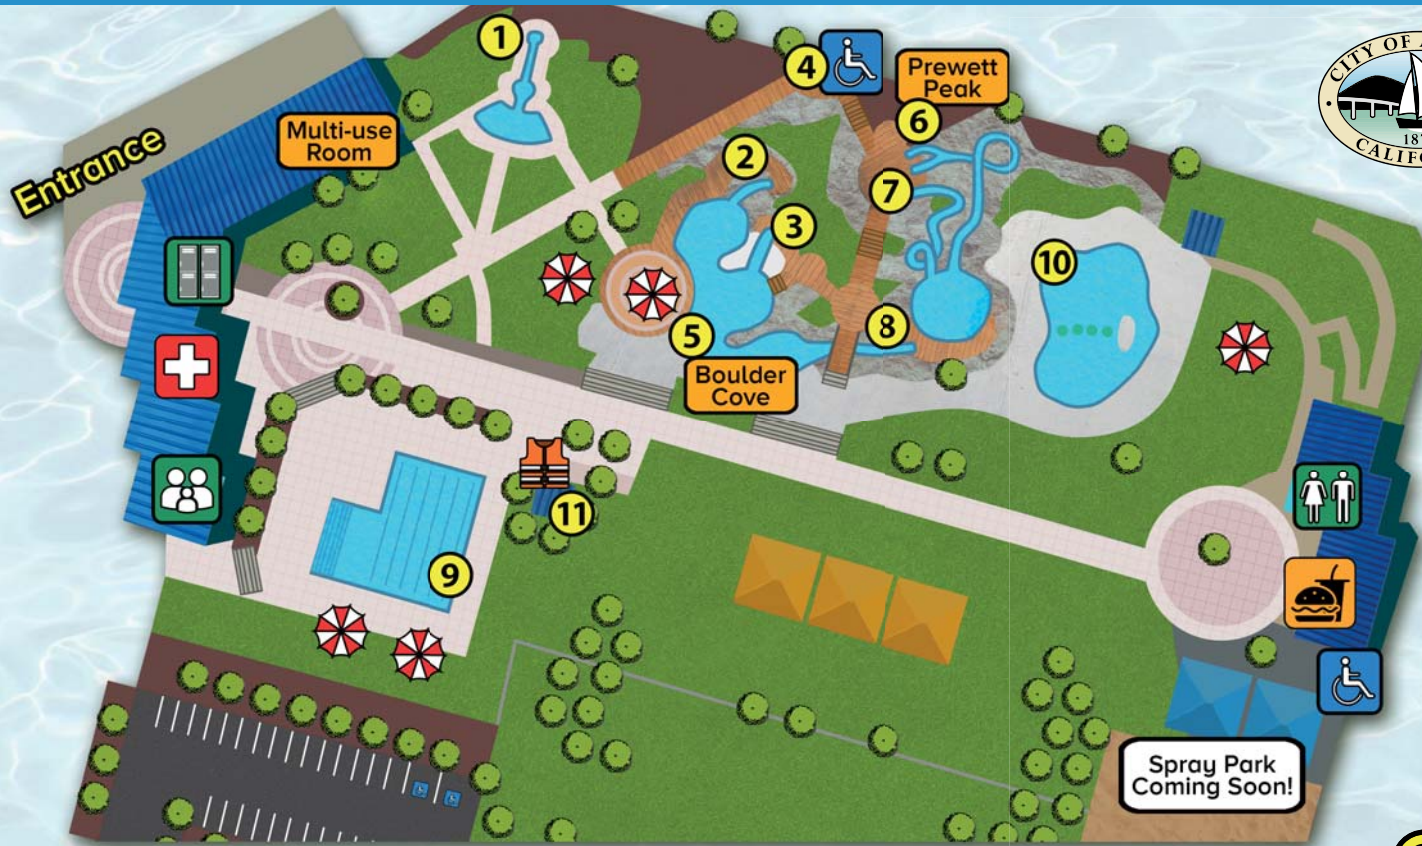 1
4
Prewett
Peak
6
CITY OF
CALIF
Multi-use
Room
Entrance
2
7
3
10
5
8
Boulder
Cove
11
9
Spray Park
Coming Soon!